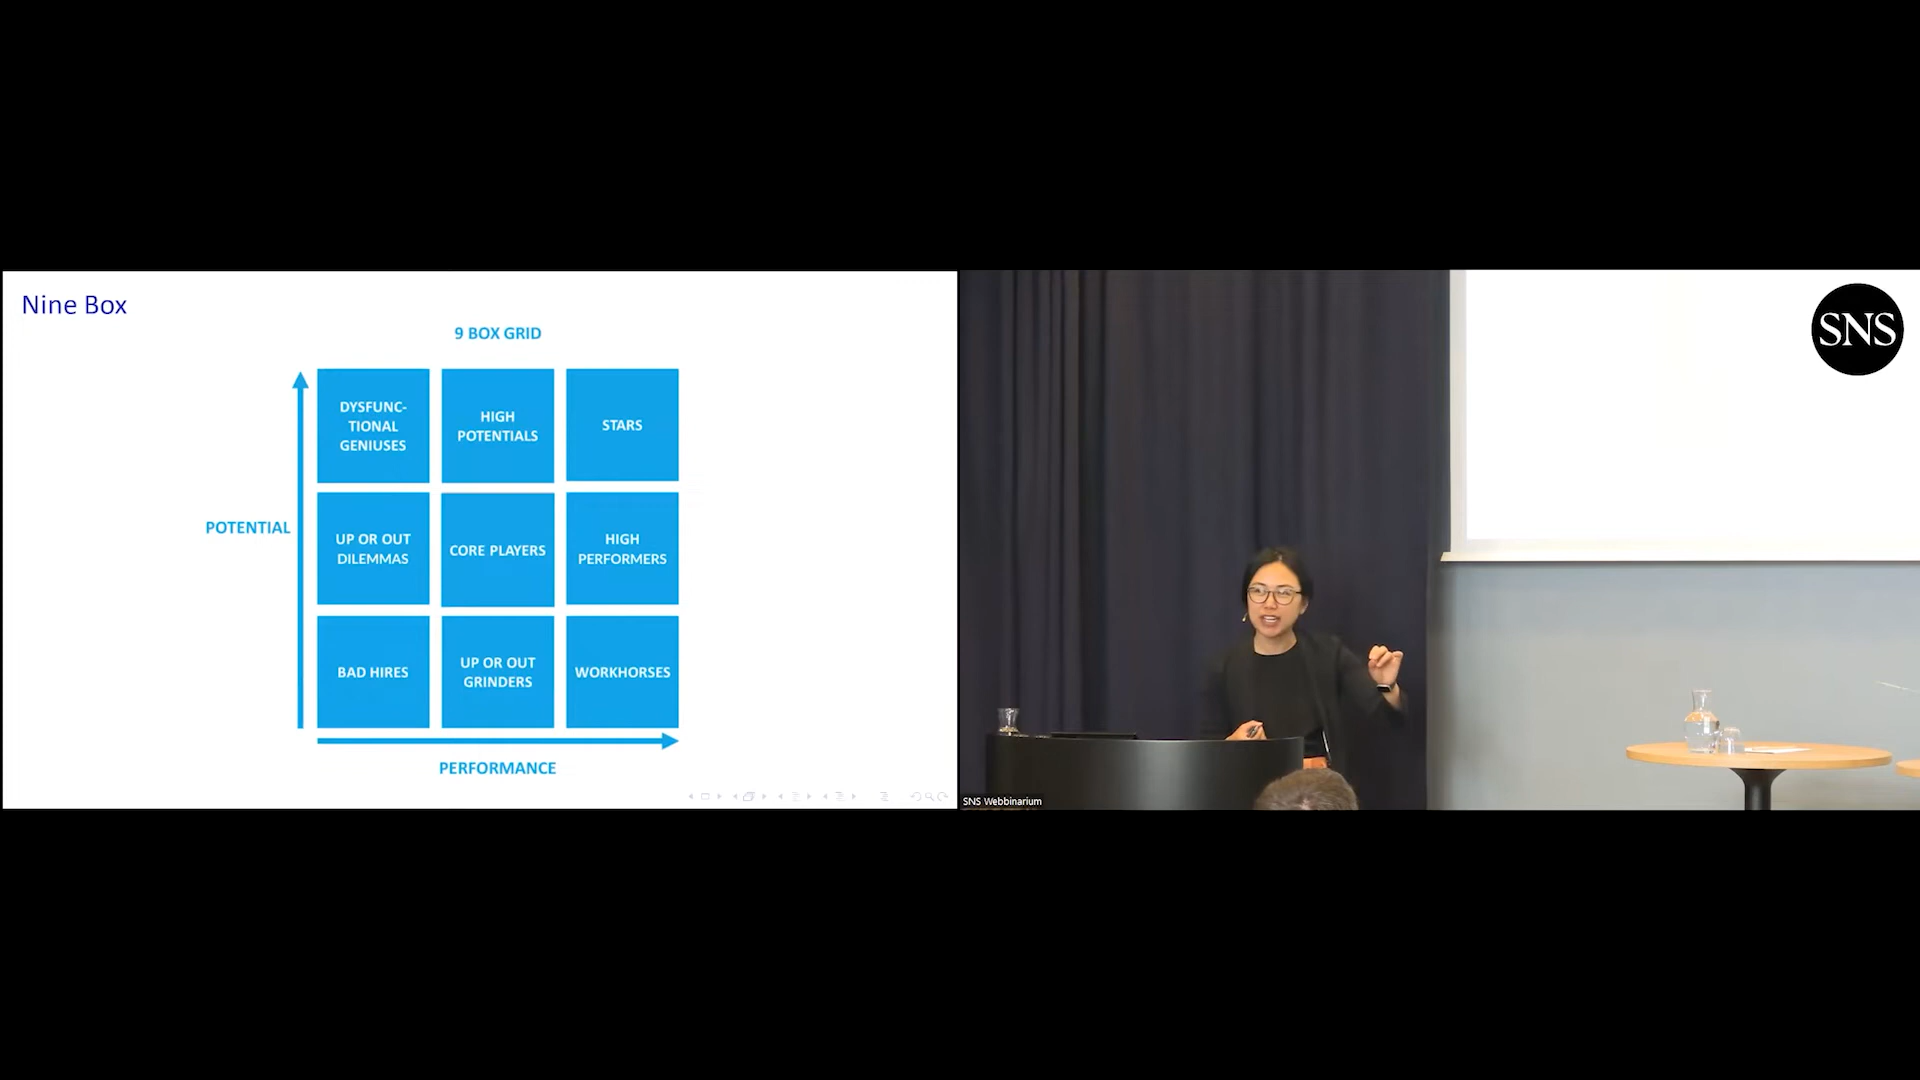 Nine Box
9 BOX GRID
DYSFUNC-
TIONAL
GENIUSES
HIGH
POTENTIALS
STARS
POTENTIAL
UP OR OUT
DILEMMAS
CORE PLAYERS
HIGH
PERFORMERS
BAD HIRES
UP OR OUT
GRINDERS
WORKHORSES
PERFORMANCE
SNS
SNS Webbinarium